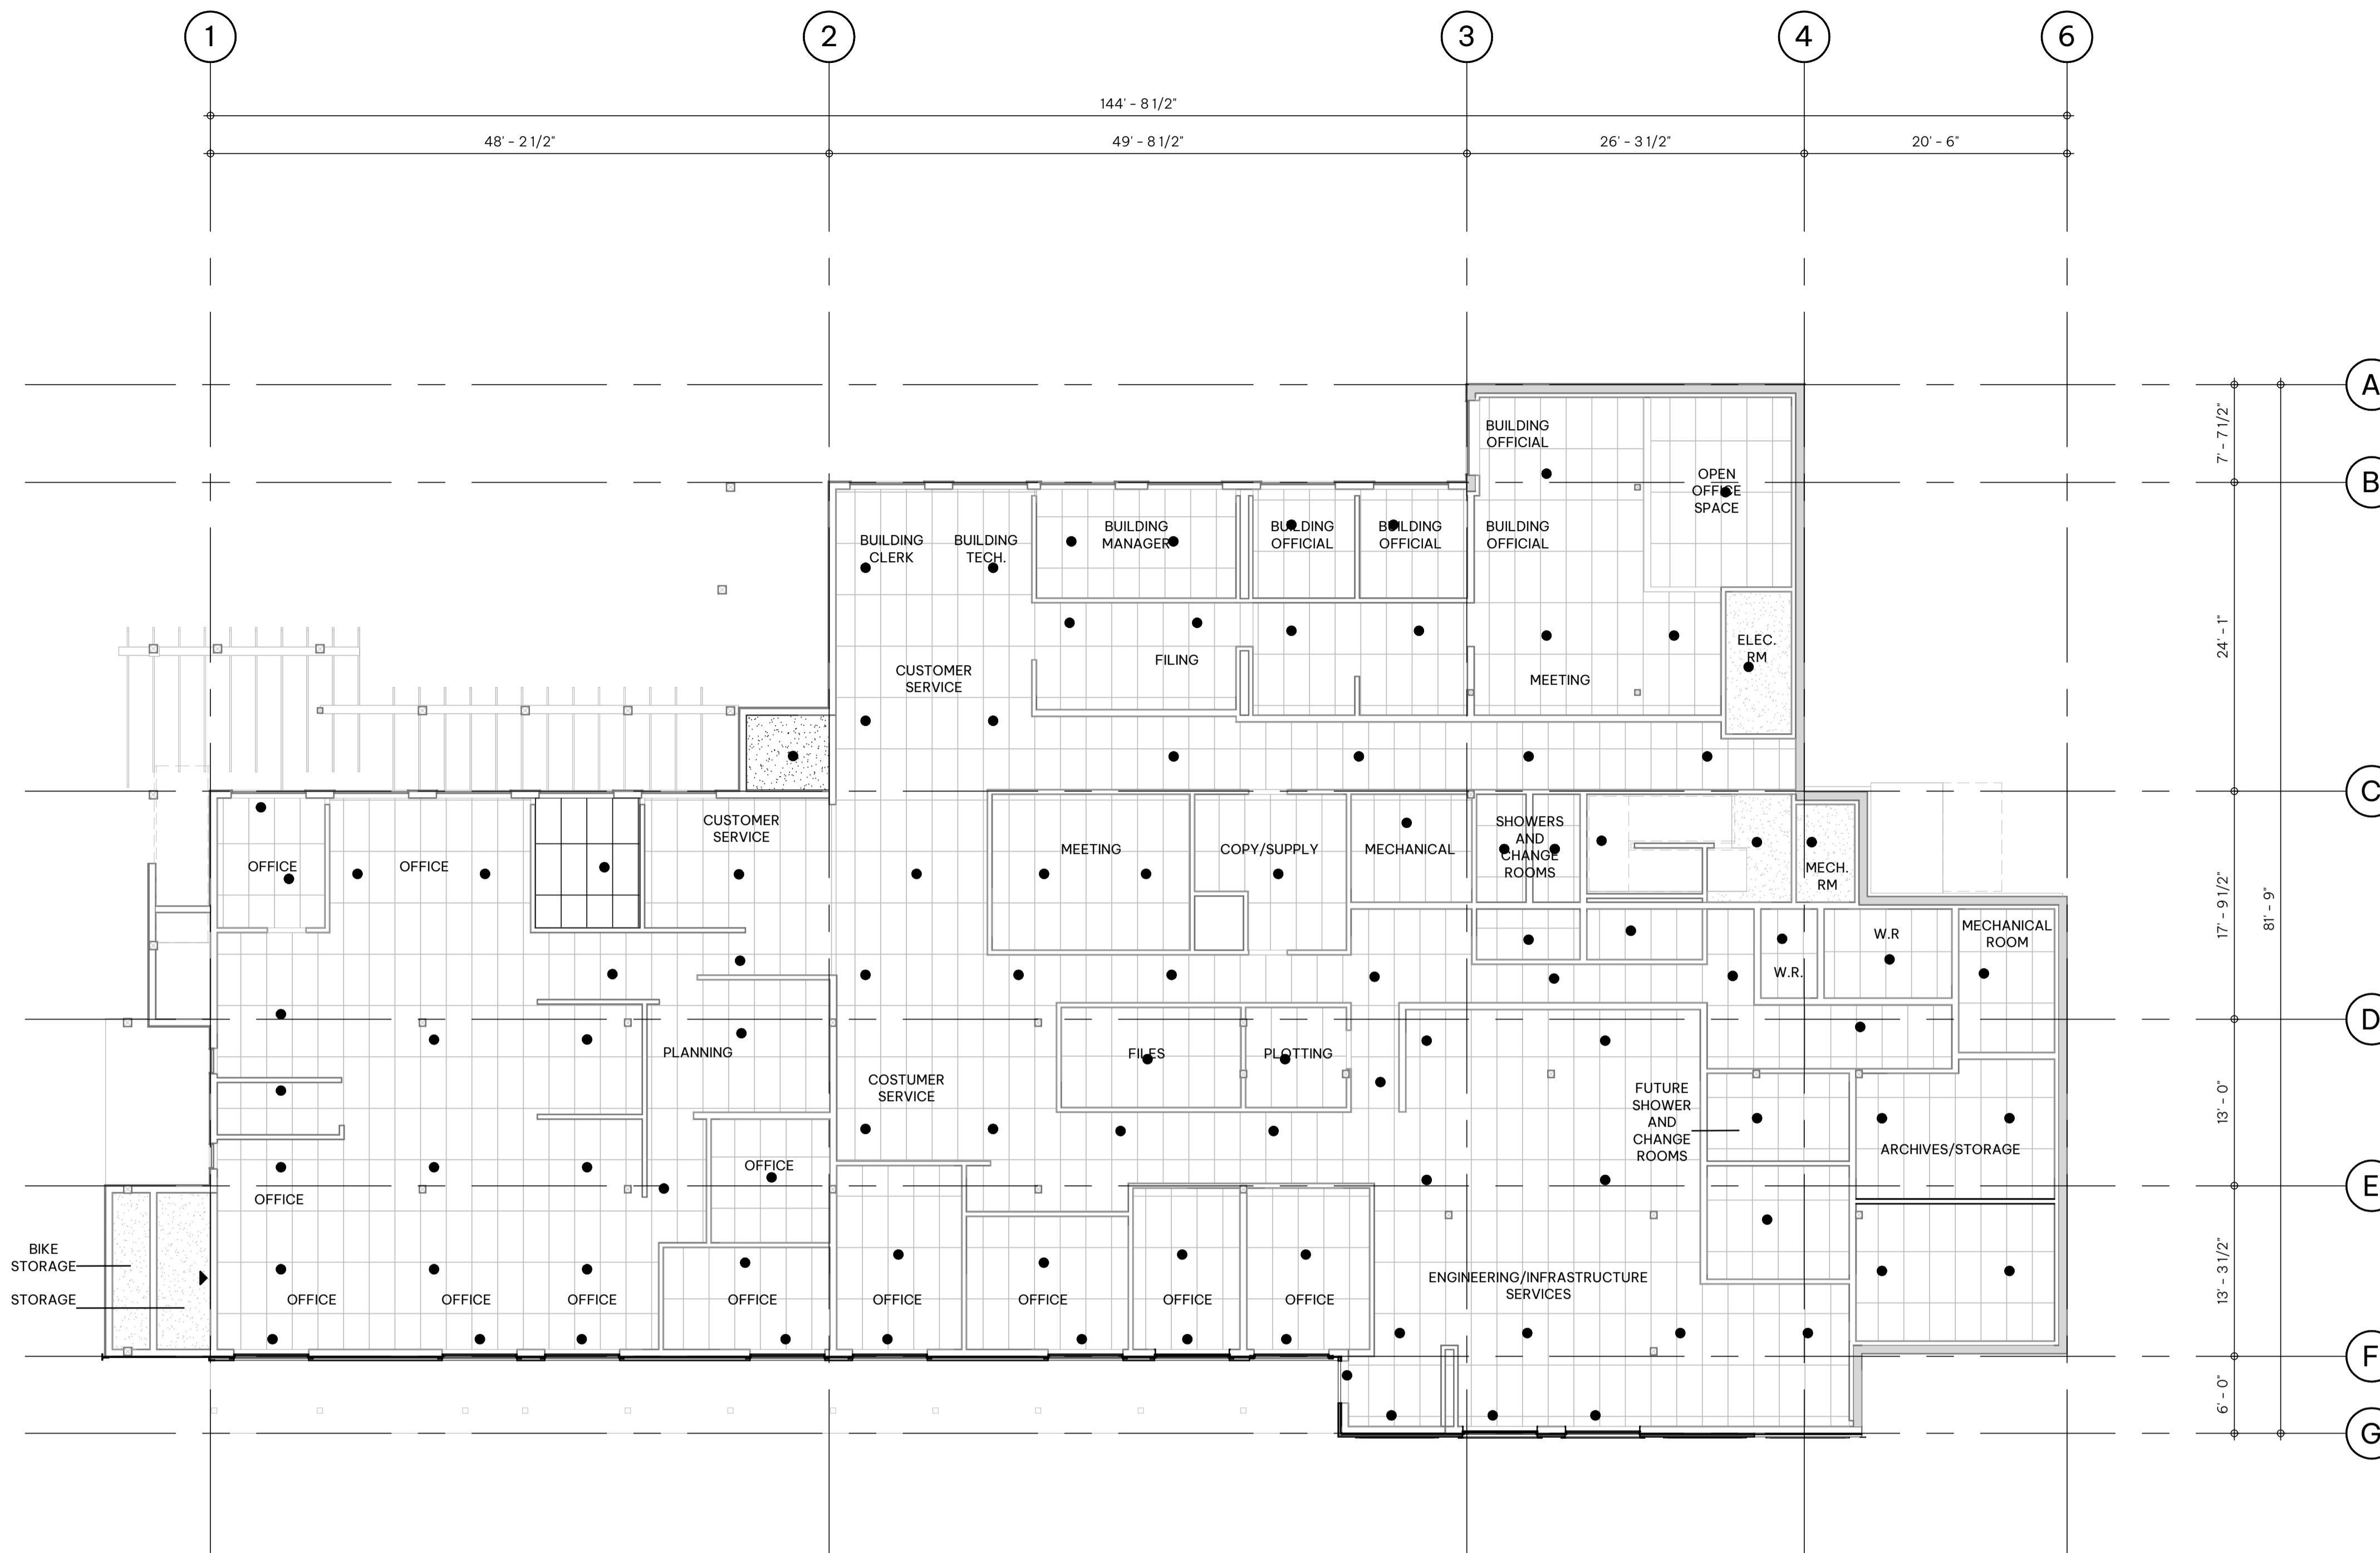 1
2
3
4
6
144' - 8 1/2"
48' - 2 1/2"
49' - 8 1/2"
26' - 3 1/2"
20' - 6"
A
7' - 7 1/2"
BUILDING
OFFICIAL
OPEN
OFFICE
SPACE
B
BUILDING
CLERK
BUILDING
TECH.
BUILDING
MANAGER
BUILDING
OFFICIAL
BUILDING
OFFICIAL
BUILDING
OFFICIAL
24' - 1"
ELEC.
RM
FILING
CUSTOMER
SERVICE
MEETING
C
CUSTOMER
SERVICE
OFFICE
OFFICE
MEETING
COPY/SUPPLY
MECHANICAL
SHOWERS
AND
CHANGE
ROOMS
MECH.
RM
17' - 9 1/2"
81' - 9"
W.R
MECHANICAL
ROOM
W.R.
D
PLANNING
FILES
PLOTTING
COSTUMER
SERVICE
FUTURE
SHOWER
AND
CHANGE
ROOMS
13' - 0"
ARCHIVES/STORAGE
OFFICE
E
OFFICE
BIKE
STORAGE
STORAGE
ENGINEERING/INFRASTRUCTURE
SERVICES
13' - 3 1/2"
OFFICE
OFFICE
OFFICE
OFFICE
OFFICE
OFFICE
OFFICE
OFFICE
F
6' - 0"
G